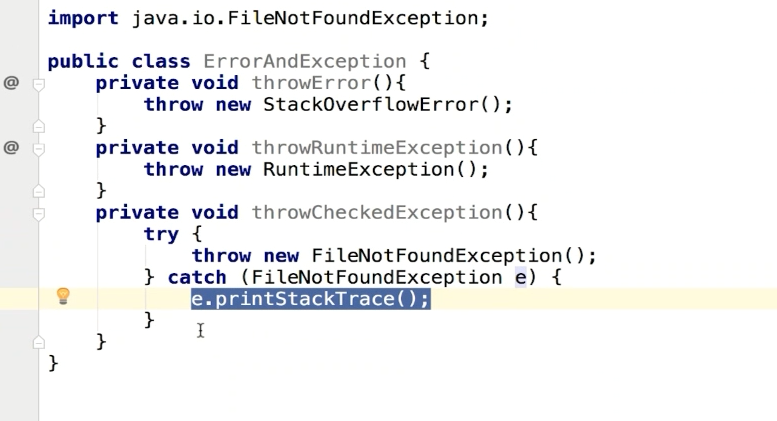 import java.io.FileNotFoundException;
public class ErrorAndException {
@ private void throwError(){
throw new StackOverflowError();
}
@ private void throwRuntimeException(){
throw new RuntimeException();
}
private void throwCheckedException(){
try {
throw new FileNotFoundException();
} catch (FileNotFoundException e) {
e.printStackTrace();
}
}
}